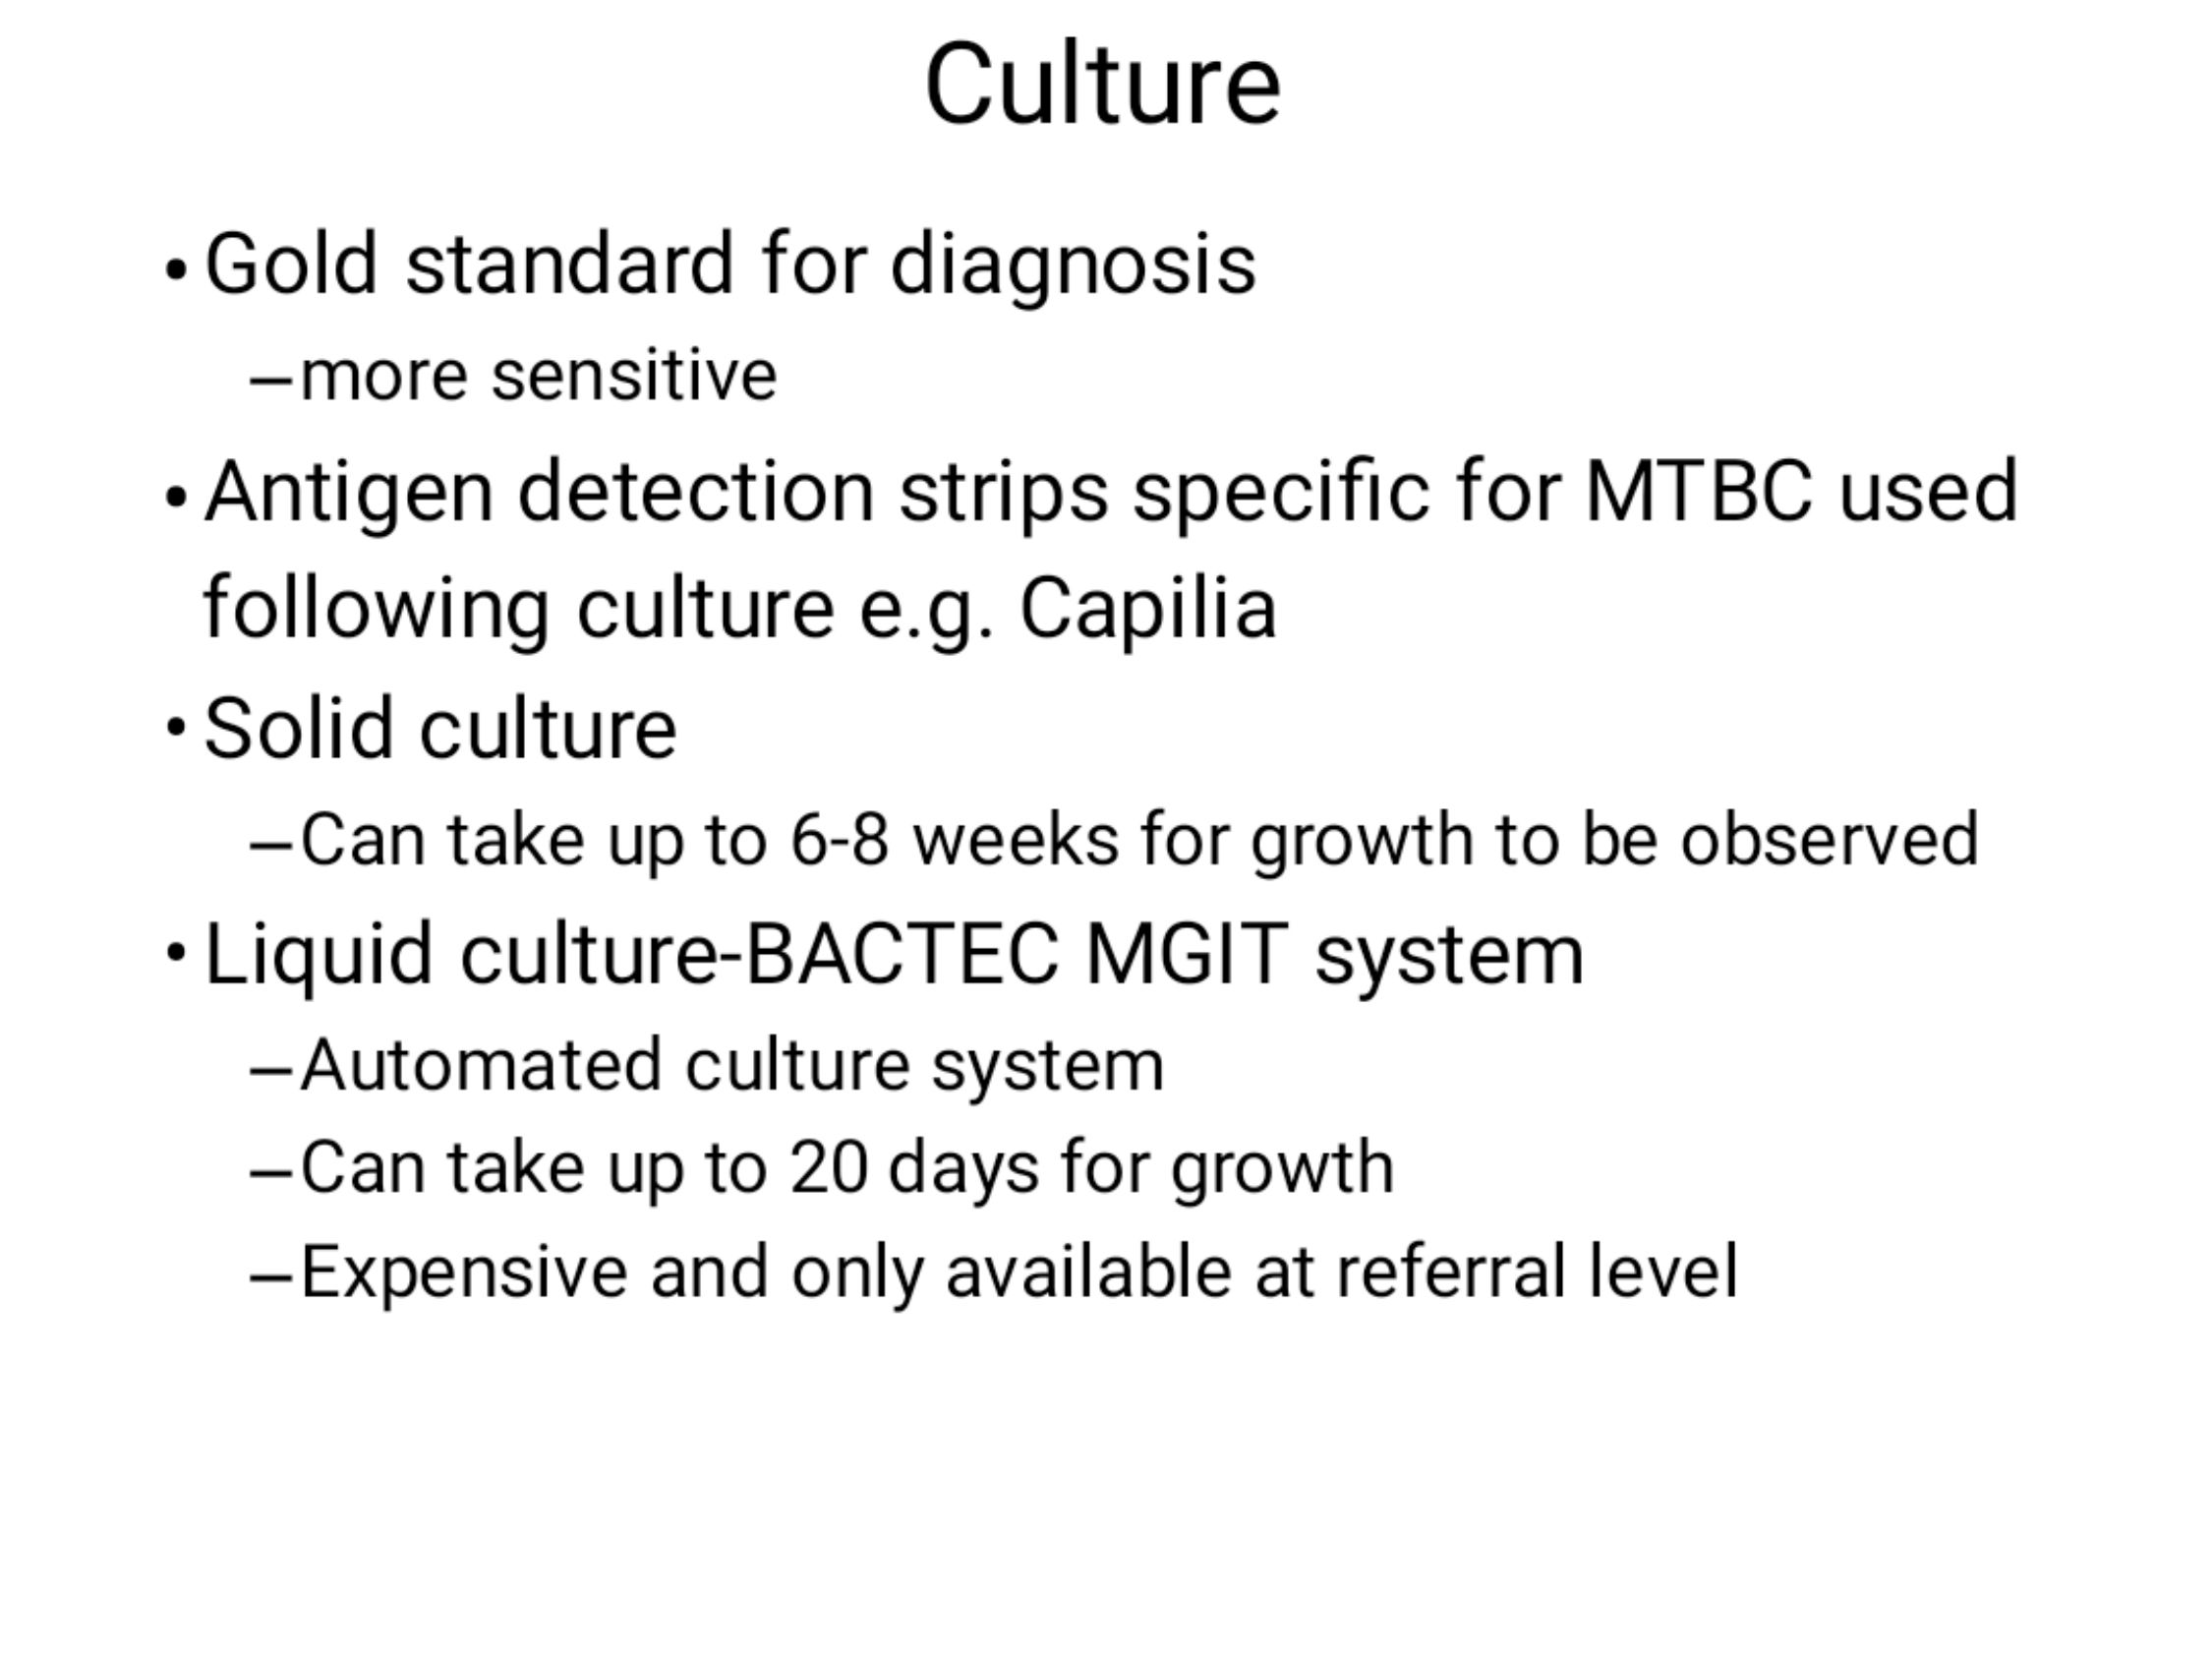 Culture
• Gold standard for diagnosis
–more sensitive
• Antigen detection strips specific for MTBC used
following culture e.g. Capilia
• Solid culture
–Can take up to 6-8 weeks for growth to be observed
• Liquid culture-BACTEC MGIT system
–Automated culture system
–Can take up to 20 days for growth
–Expensive and only available at referral level